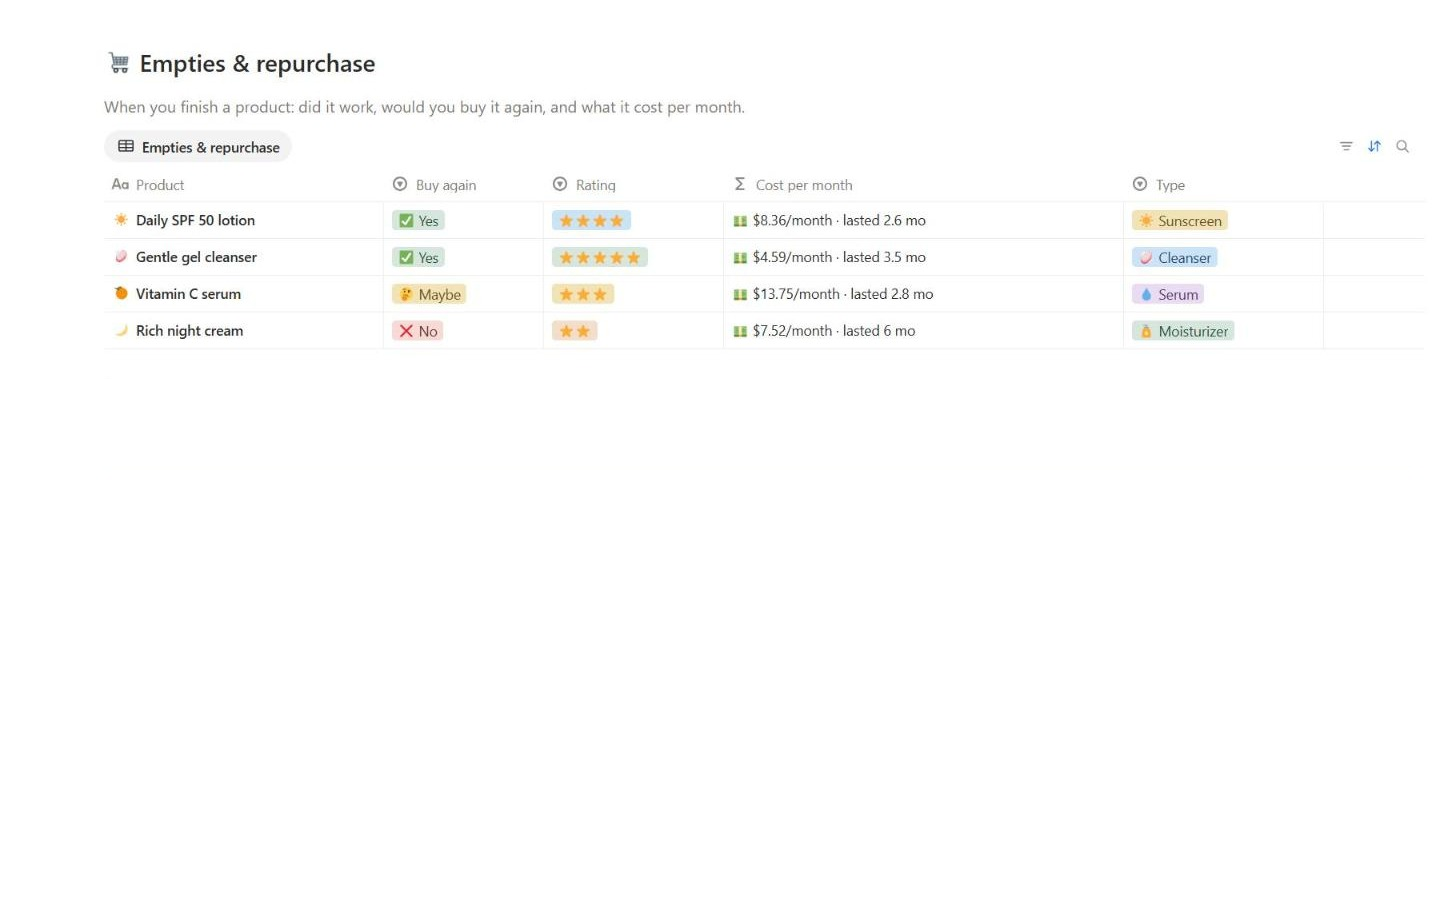 Empties & repurchase
When you finish a product: did it work, would you buy it again, and what it cost per month.
Empties & repurchase
Aa Product Buy again Rating Σ Cost per month Type
Daily SPF 50 lotion Yes $8.36/month · lasted 2.6 mo Sunscreen
Gentle gel cleanser Yes $4.59/month · lasted 3.5 mo Cleanser
Vitamin C serum Maybe $13.75/month · lasted 2.8 mo Serum
Rich night cream No $7.52/month · lasted 6 mo Moisturizer